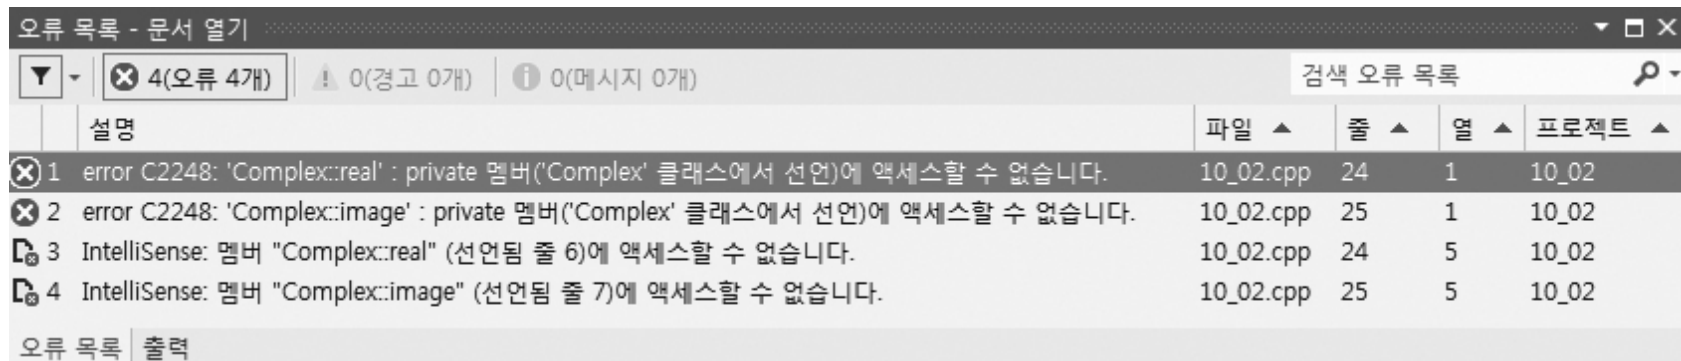 오류 목록 - 문서 열기
4(오류 4개) 0(경고 0개) 0(메시지 0개) 검색 오류 목록
설명 파일 줄 열 프로젝트
1 error C2248: 'Complex::real' : private 멤버('Complex' 클래스에서 선언)에 액세스할 수 없습니다. 10_02.cpp 24 1 10_02
2 error C2248: 'Complex::image' : private 멤버('Complex' 클래스에서 선언)에 액세스할 수 없습니다. 10_02.cpp 25 1 10_02
3 IntelliSense: 멤버 "Complex::real" (선언됨 줄 6)에 액세스할 수 없습니다. 10_02.cpp 24 5 10_02
4 IntelliSense: 멤버 "Complex::image" (선언됨 줄 7)에 액세스할 수 없습니다. 10_02.cpp 25 5 10_02
오류 목록 출력